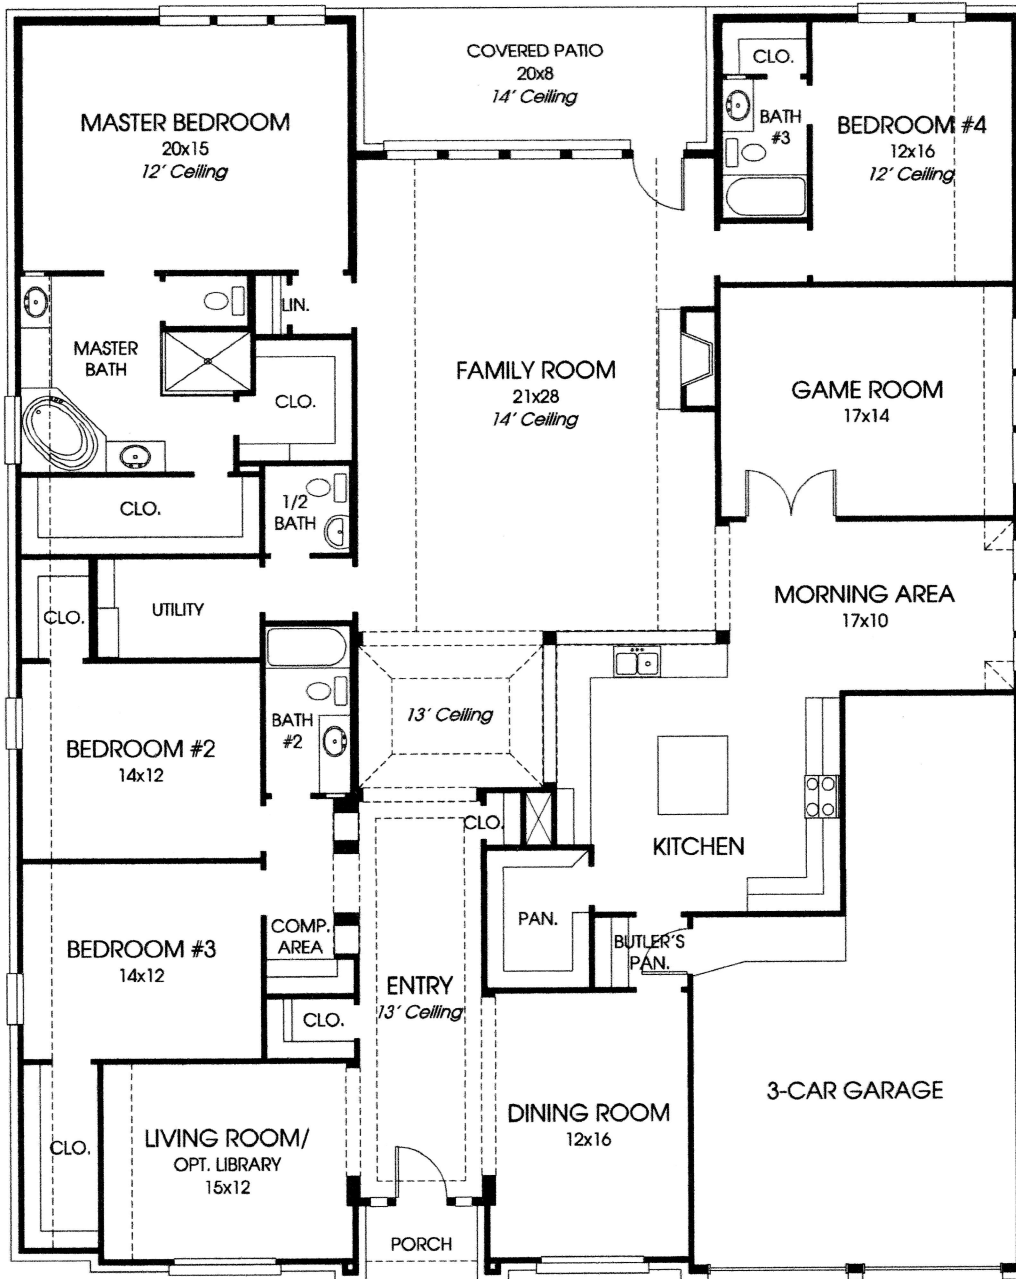 COVERED PATIO
20x8
14' Ceiling
CLO.
MASTER BEDROOM
20x15
12' Ceiling
BATH
#3
BEDROOM #4
12x16
12' Ceiling
LIN.
MASTER
BATH
CLO.
FAMILY ROOM
21x28
14' Ceiling
GAME ROOM
17x14
CLO.
1/2
BATH
CLO.
UTILITY
MORNING AREA
17x10
BEDROOM #2
14x12
BATH
#2
13' Ceiling
CLO.
KITCHEN
BEDROOM #3
14x12
COMP.
AREA
PAN.
BUTLER'S
PAN.
ENTRY
13' Ceiling
CLO.
CLO.
LIVING ROOM/
OPT. LIBRARY
15x12
DINING ROOM
12x16
3-CAR GARAGE
PORCH